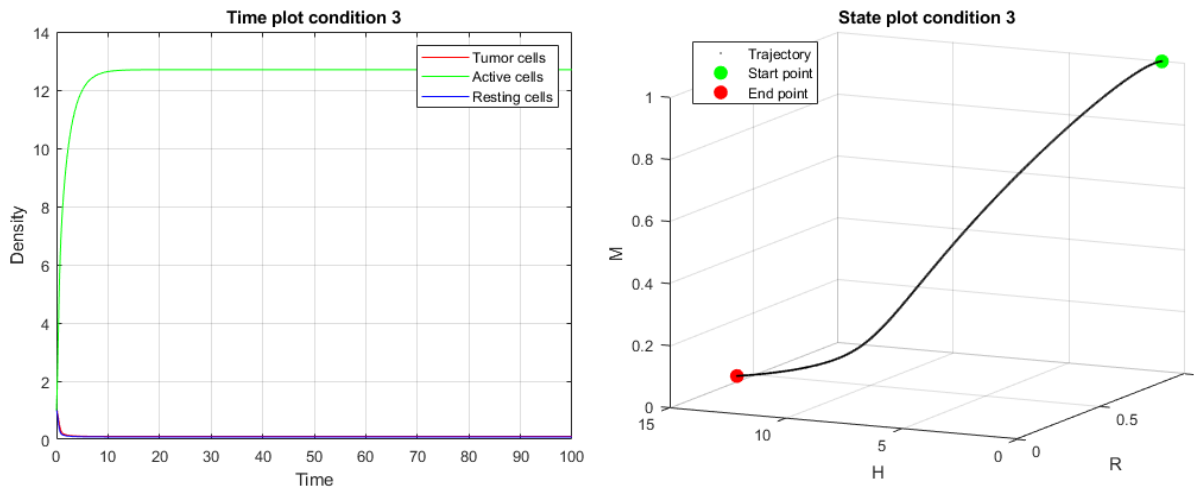 Time plot condition 3
14
12
10
8
6
4
2
0
Density
0 10 20 30 40 50 60 70 80 90 100
Time
Tumor cells
Active cells
Resting cells
State plot condition 3
Trajectory
Start point
End point
1
0.8
0.6
0.4
0.2
0
M
15
10
5
0
H
0
0.5
R